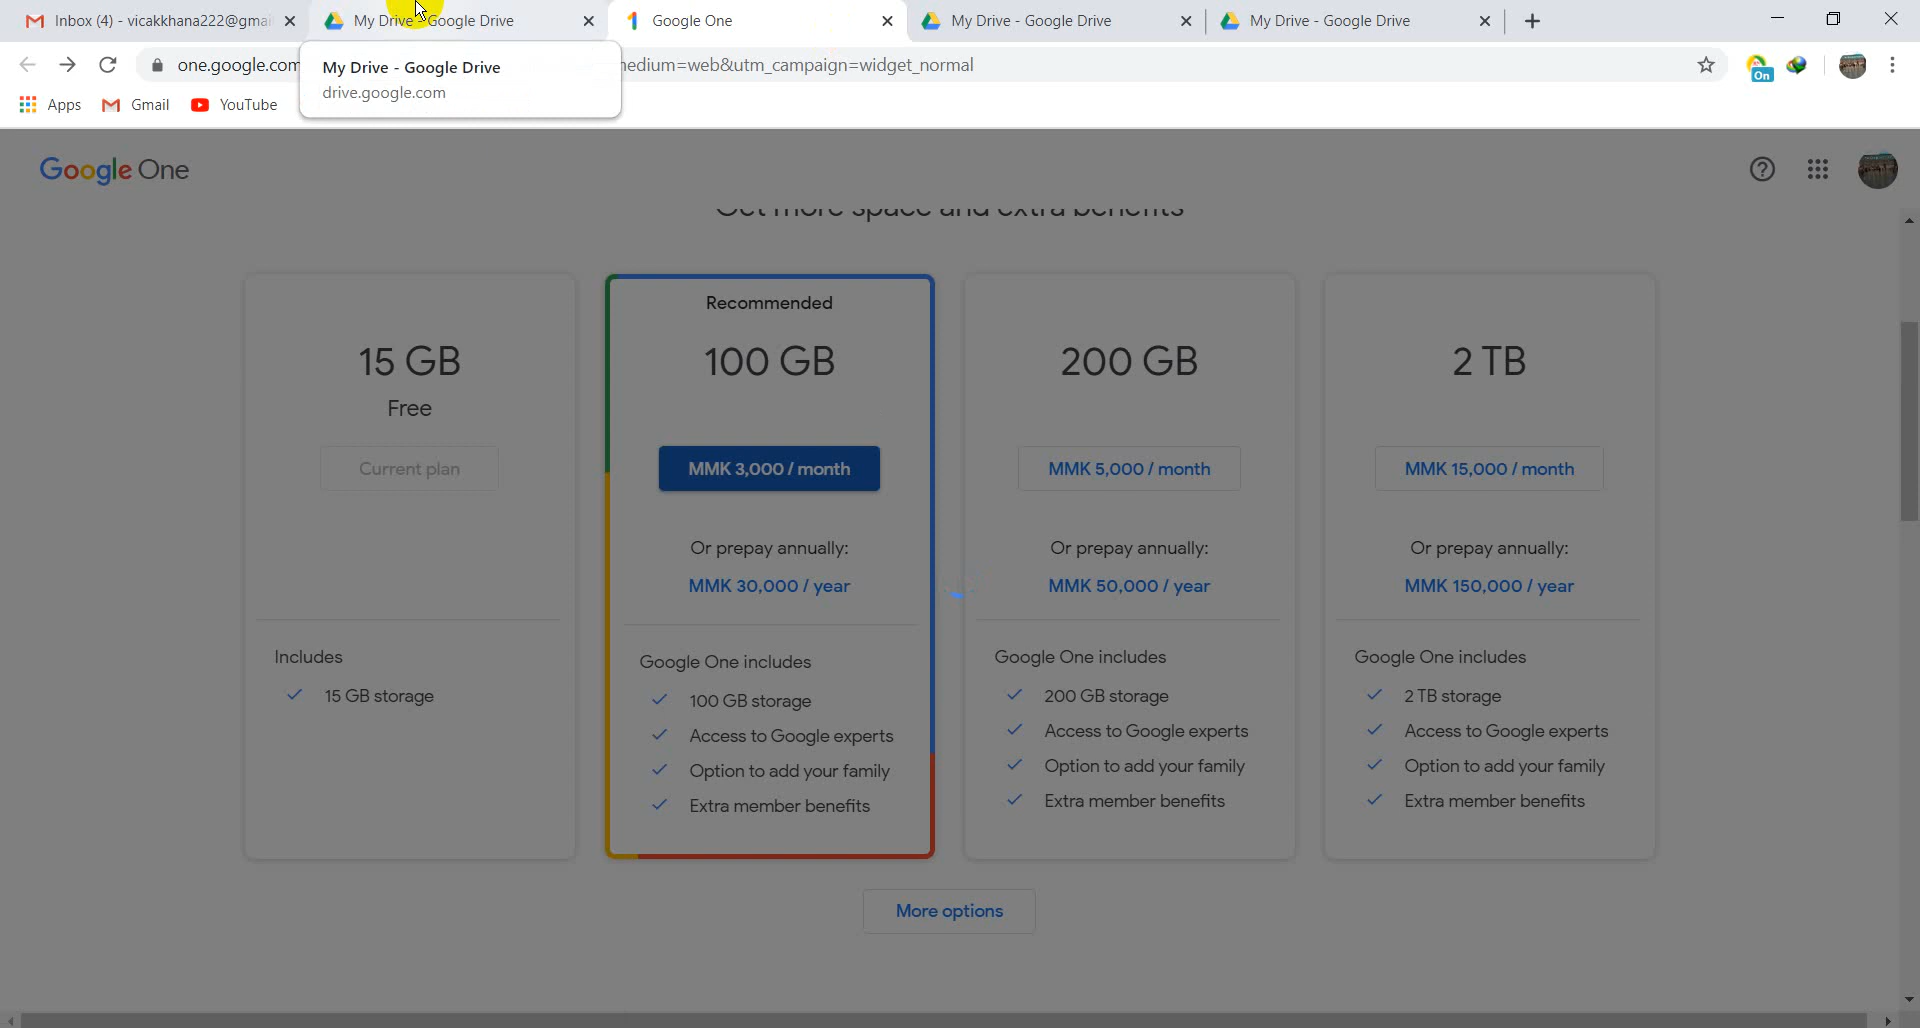 Inbox (4) - vicakkhana222@gmai
My Drive - Google Drive
Google One
My Drive - Google Drive
My Drive - Google Drive
one.google.com
nedium=web&utm_campaign=widget_normal
On
My Drive - Google Drive
drive.google.com
Apps
Gmail
YouTube
Google One
Get more space and extra benefits
15 GB
Free
Current plan
Includes
15 GB storage
Recommended
100 GB
MMK 3,000 / month
Or prepay annually:
MMK 30,000 / year
Google One includes
100 GB storage
Access to Google experts
Option to add your family
Extra member benefits
200 GB
MMK 5,000 / month
Or prepay annually:
MMK 50,000 / year
Google One includes
200 GB storage
Access to Google experts
Option to add your family
Extra member benefits
2 TB
MMK 15,000 / month
Or prepay annually:
MMK 150,000 / year
Google One includes
2 TB storage
Access to Google experts
Option to add your family
Extra member benefits
More options